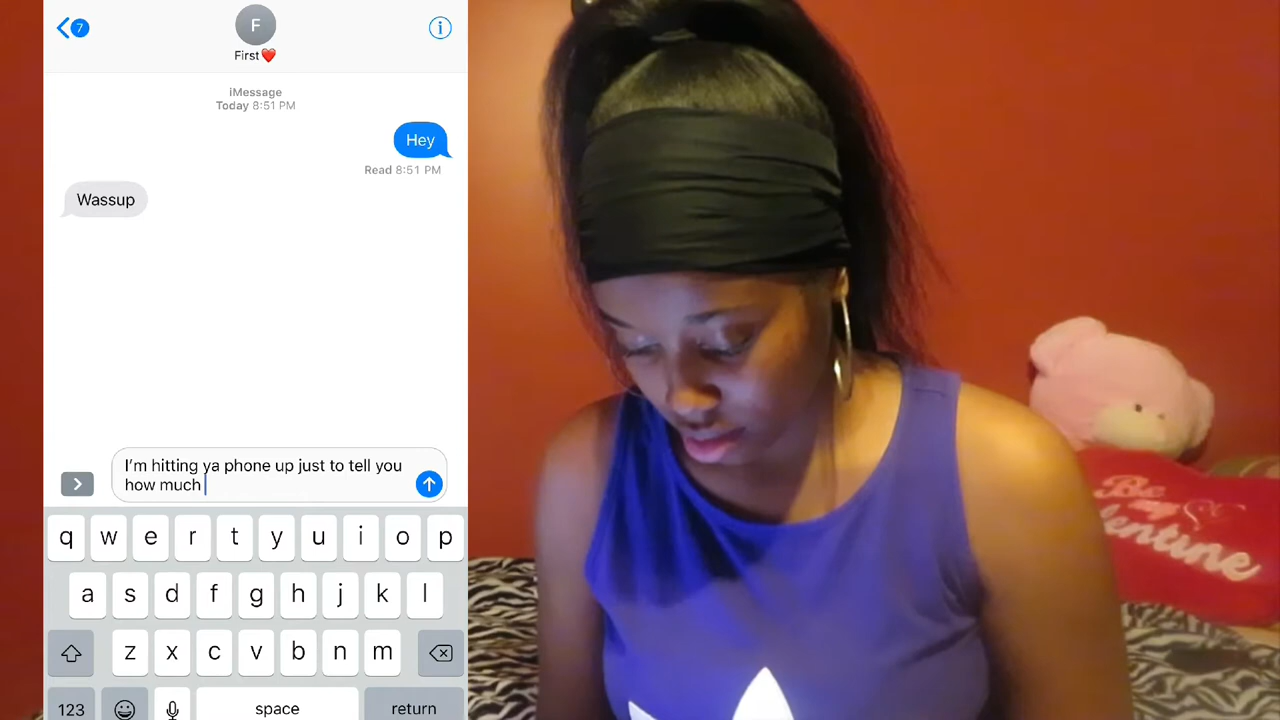 7
F
First❤️
iMessage
Today 8:51 PM
Hey
Read 8:51 PM
Wassup
I'm hitting ya phone up just to tell you
how much
q w e r t y u i o p
a s d f g h j k l
z x c v b n m
123 space return
Be
my
Valentine